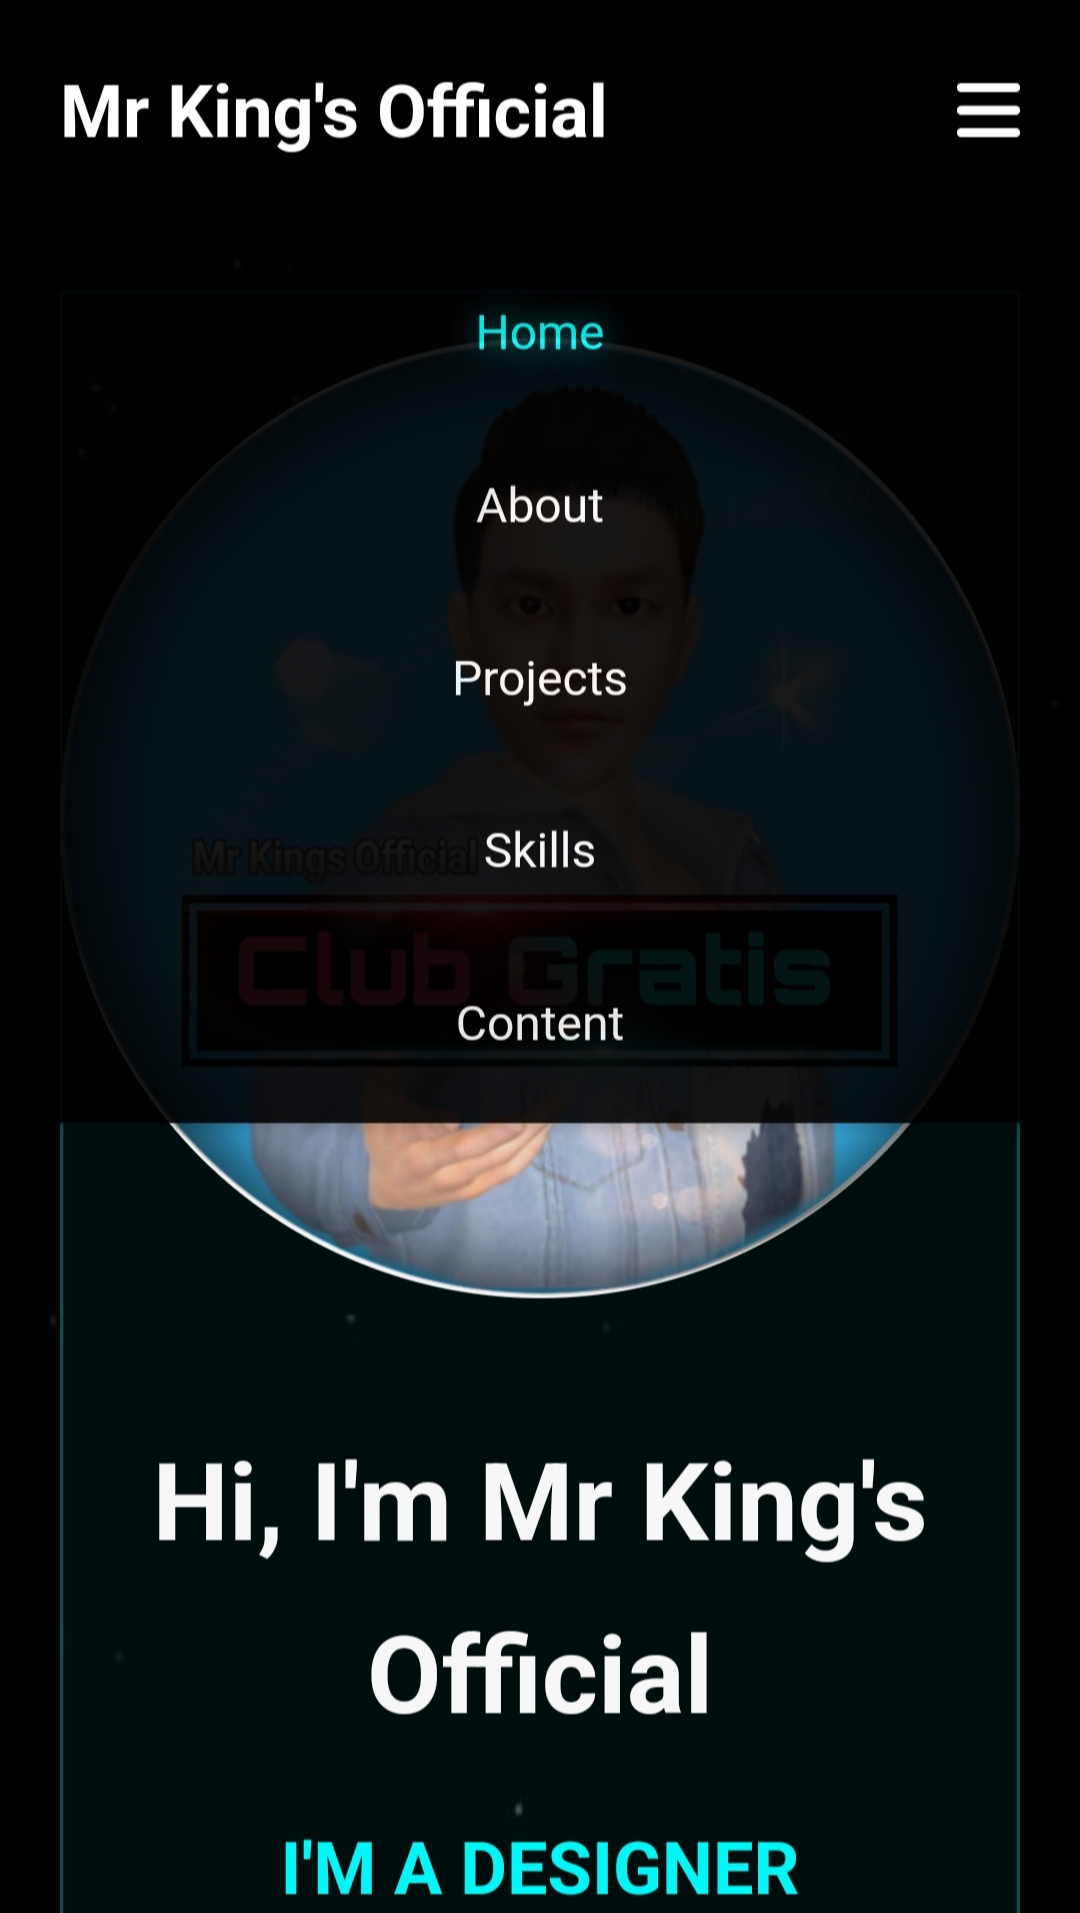 Mr King's Official
Home
About
Projects
Mr Kings Official
Skills
Club Gratis
Content
Hi, I'm Mr King's
Official
I'M A DESIGNER